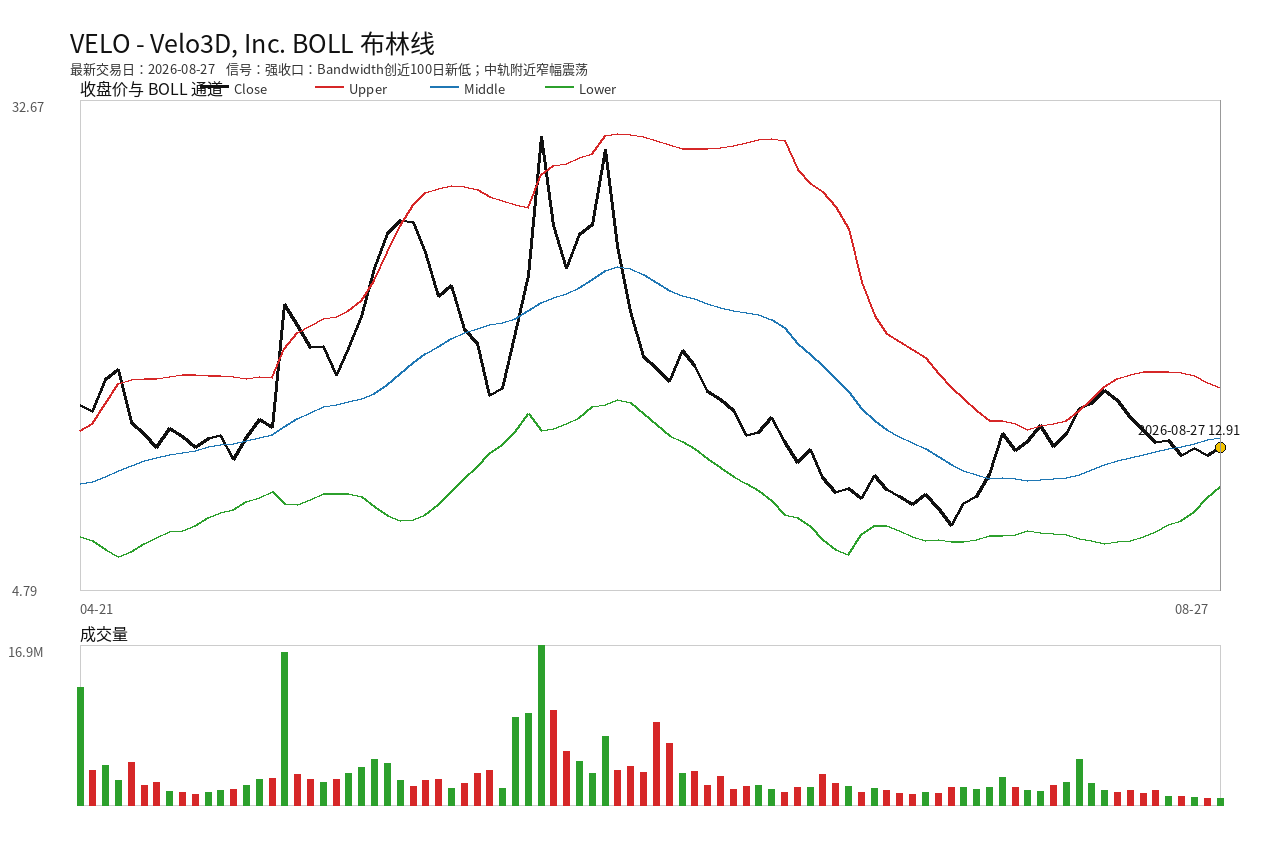 VELO - Velo3D, Inc. BOLL 布林线
最新交易日：2026-08-27 信号：强收口：Bandwidth创近100日新低；中轨附近窄幅震荡
收盘价与 BOLL 通道 Close Upper Middle Lower
32.67
2026-08-27 12.91
4.79
04-21 08-27
成交量
16.9M